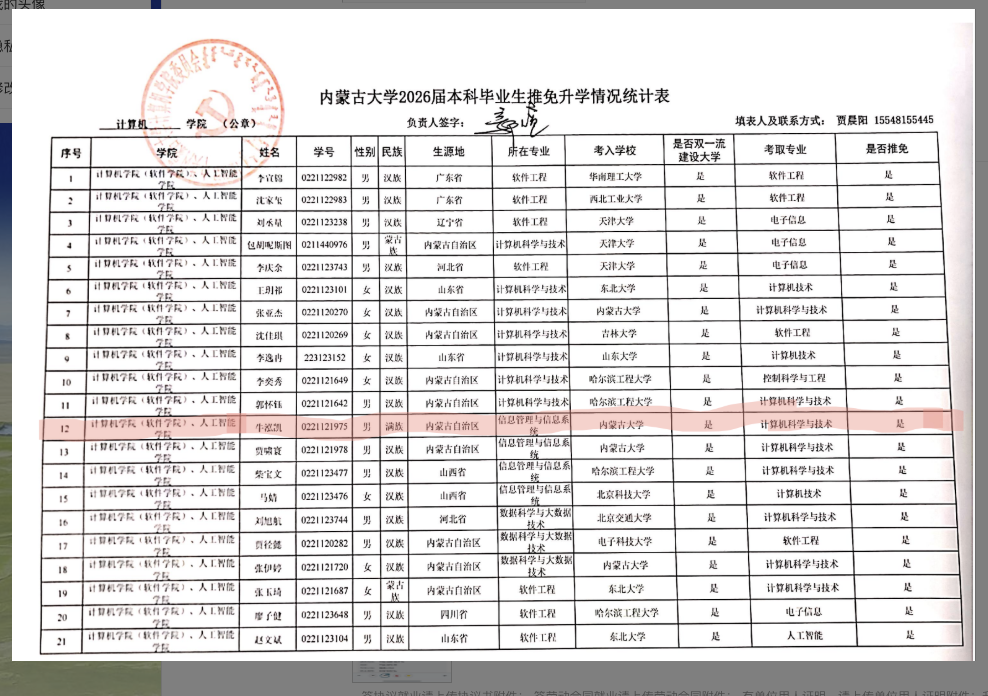 的头像
内蒙古大学2026届本科毕业生推免升学情况统计表
计算机 学院 (公章) 负责人签字: 填表人及联系方式: 贾晨阳 15548155445
序号 学院 姓名 学号 性别 民族 生源地 所在专业 考入学校 是否双一流建设大学 考取专业 是否推免
1 计算机学院(软件学院)、人工智能学院 李宜锦 0221122982 男 汉族 广东省 软件工程 华南理工大学 是 软件工程 是
2 计算机学院(软件学院)、人工智能学院 沈家玺 0221122983 男 汉族 广东省 软件工程 西北工业大学 是 软件工程 是
3 计算机学院(软件学院)、人工智能学院 刘丞星 0221123238 男 汉族 辽宁省 软件工程 天津大学 是 电子信息 是
4 计算机学院(软件学院)、人工智能学院 包胡呢斯图 0211440976 男 蒙古族 内蒙古自治区 计算机科学与技术 天津大学 是 电子信息 是
5 计算机学院(软件学院)、人工智能学院 李庆余 0221123743 男 汉族 河北省 软件工程 天津大学 是 电子信息 是
6 计算机学院(软件学院)、人工智能学院 王玥祁 0221123101 女 汉族 山东省 计算机科学与技术 东北大学 是 计算机技术 是
7 计算机学院(软件学院)、人工智能学院 张亚杰 0221120270 女 汉族 内蒙古自治区 计算机科学与技术 内蒙古大学 是 计算机科学与技术 是
8 计算机学院(软件学院)、人工智能学院 沈佳琪 0221120269 女 汉族 内蒙古自治区 计算机科学与技术 吉林大学 是 软件工程 是
9 计算机学院(软件学院)、人工智能学院 李逸冉 223123152 女 汉族 山东省 计算机科学与技术 山东大学 是 计算机技术 是
10 计算机学院(软件学院)、人工智能学院 李奕秀 0221121649 女 汉族 内蒙古自治区 计算机科学与技术 哈尔滨工程大学 是 控制科学与工程 是
11 计算机学院(软件学院)、人工智能学院 郭怀钰 0221121642 男 汉族 内蒙古自治区 计算机科学与技术 哈尔滨工程大学 是 计算机科学与技术 是
12 计算机学院(软件学院)、人工智能学院 牛泓凯 0221121975 男 满族 内蒙古自治区 信息管理与信息系统 内蒙古大学 是 计算机科学与技术 是
13 计算机学院(软件学院)、人工智能学院 贾啸寰 0221121978 男 汉族 内蒙古自治区 信息管理与信息系统 内蒙古大学 是 计算机科学与技术 是
14 计算机学院(软件学院)、人工智能学院 柴宝文 0221123477 男 汉族 山西省 信息管理与信息系统 哈尔滨工程大学 是 计算机科学与技术 是
15 计算机学院(软件学院)、人工智能学院 马婧 0221123476 女 汉族 山西省 信息管理与信息系统 北京科技大学 是 计算机技术 是
16 计算机学院(软件学院)、人工智能学院 刘旭航 0221123744 男 汉族 河北省 数据科学与大数据技术 北京交通大学 是 计算机科学与技术 是
17 计算机学院(软件学院)、人工智能学院 贾径懿 0221120282 男 汉族 内蒙古自治区 数据科学与大数据技术 电子科技大学 是 软件工程 是
18 计算机学院(软件学院)、人工智能学院 张伊婷 0221121720 女 汉族 内蒙古自治区 数据科学与大数据技术 内蒙古大学 是 计算机科学与技术 是
19 计算机学院(软件学院)、人工智能学院 张玉琦 0221121687 女 蒙古族 内蒙古自治区 软件工程 东北大学 是 计算机科学与技术 是
20 计算机学院(软件学院)、人工智能学院 廖子健 0221123648 男 汉族 四川省 软件工程 哈尔滨工程大学 是 电子信息 是
21 计算机学院(软件学院)、人工智能学院 赵文斌 0221123104 男 汉族 山东省 软件工程 东北大学 是 人工智能 是